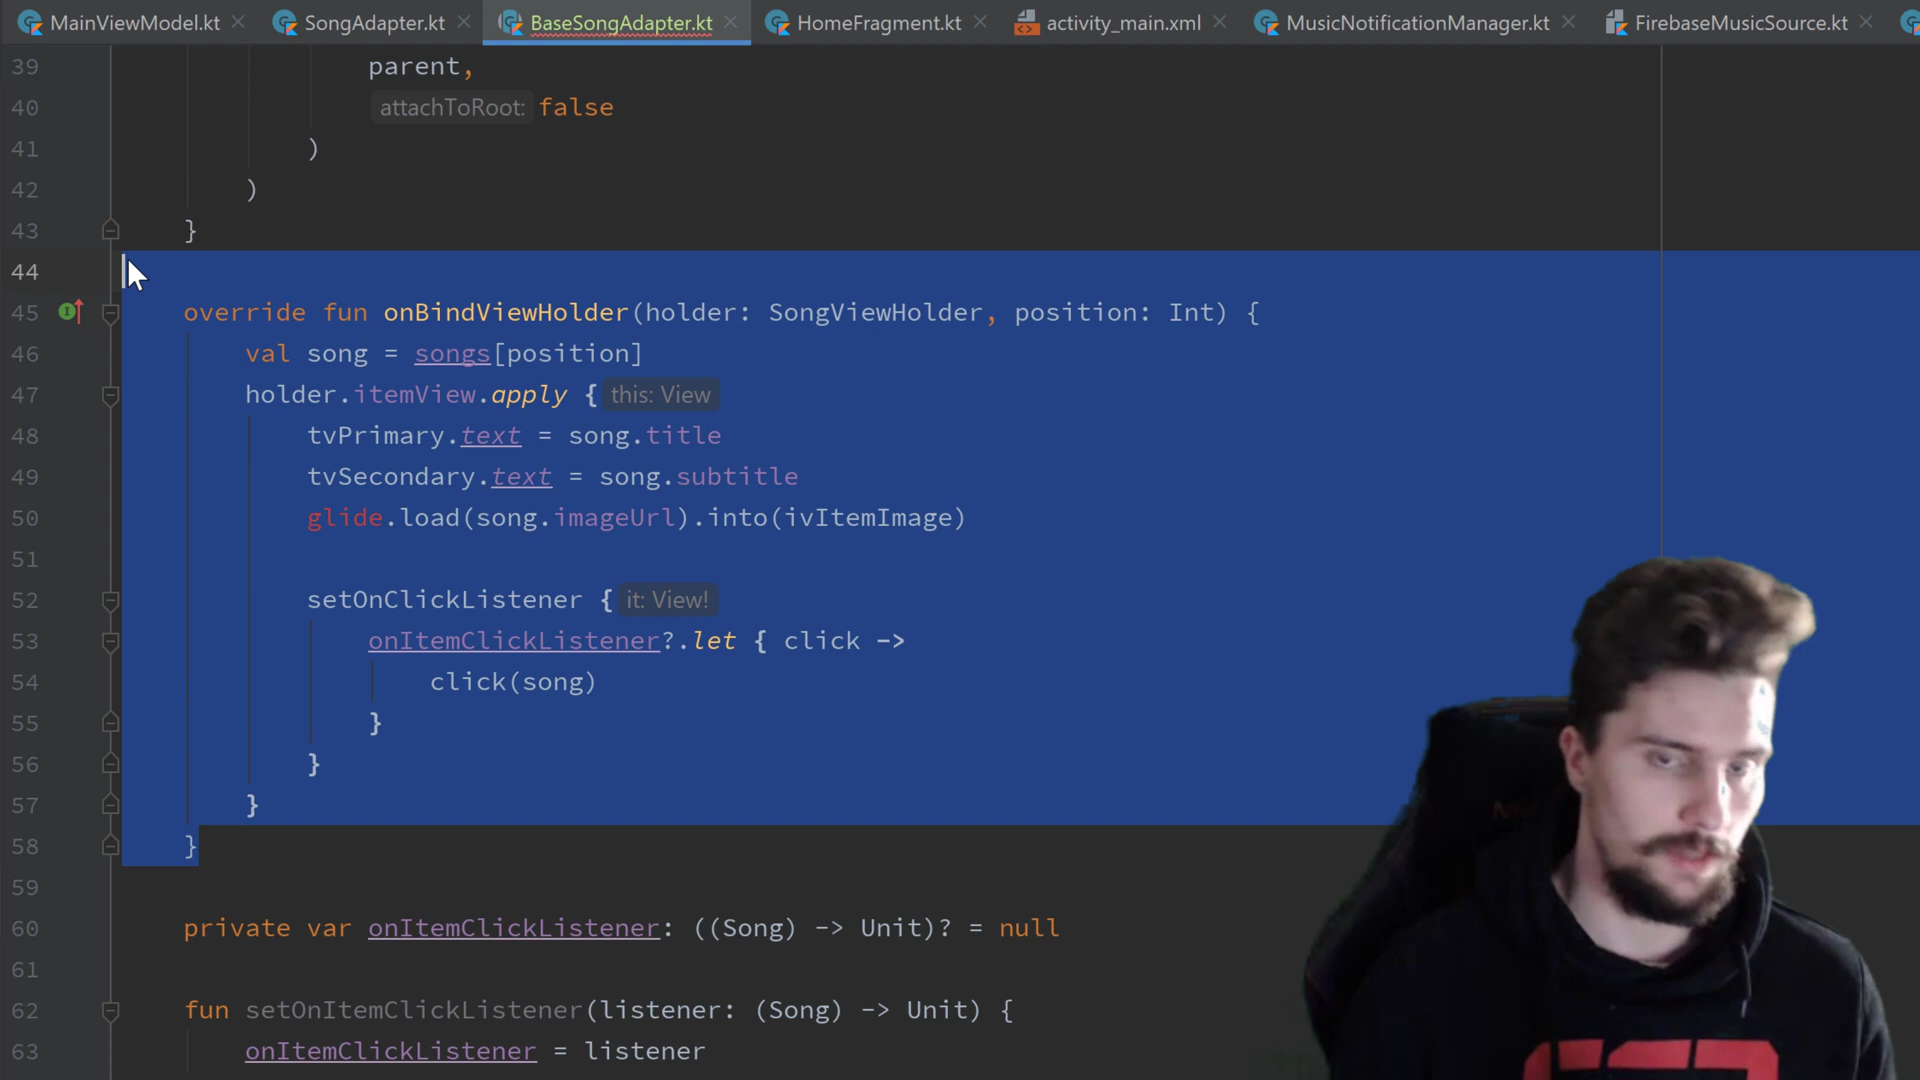 MainViewModel.kt SongAdapter.kt BaseSongAdapter.kt HomeFragment.kt activity_main.xml MusicNotificationManager.kt FirebaseMusicSource.kt
39 parent,
40 attachToRoot: false
41 )
42 )
43 }
44
45 override fun onBindViewHolder(holder: SongViewHolder, position: Int) {
46 val song = songs[position]
47 holder.itemView.apply { this: View
48 tvPrimary.text = song.title
49 tvSecondary.text = song.subtitle
50 glide.load(song.imageUrl).into(ivItemImage)
51
52 setOnClickListener { it: View!
53 onItemClickListener?.let { click ->
54 click(song)
55 }
56 }
57 }
58 }
59
60 private var onItemClickListener: ((Song) -> Unit)? = null
61
62 fun setOnItemClickListener(listener: (Song) -> Unit) {
63 onItemClickListener = listener